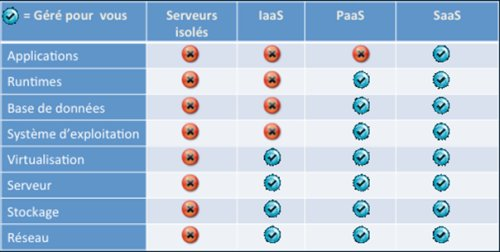 = Géré pour vous
Serveurs isolés
IaaS
PaaS
SaaS
Applications
Runtimes
Base de données
Système d'exploitation
Virtualisation
Serveur
Stockage
Réseau